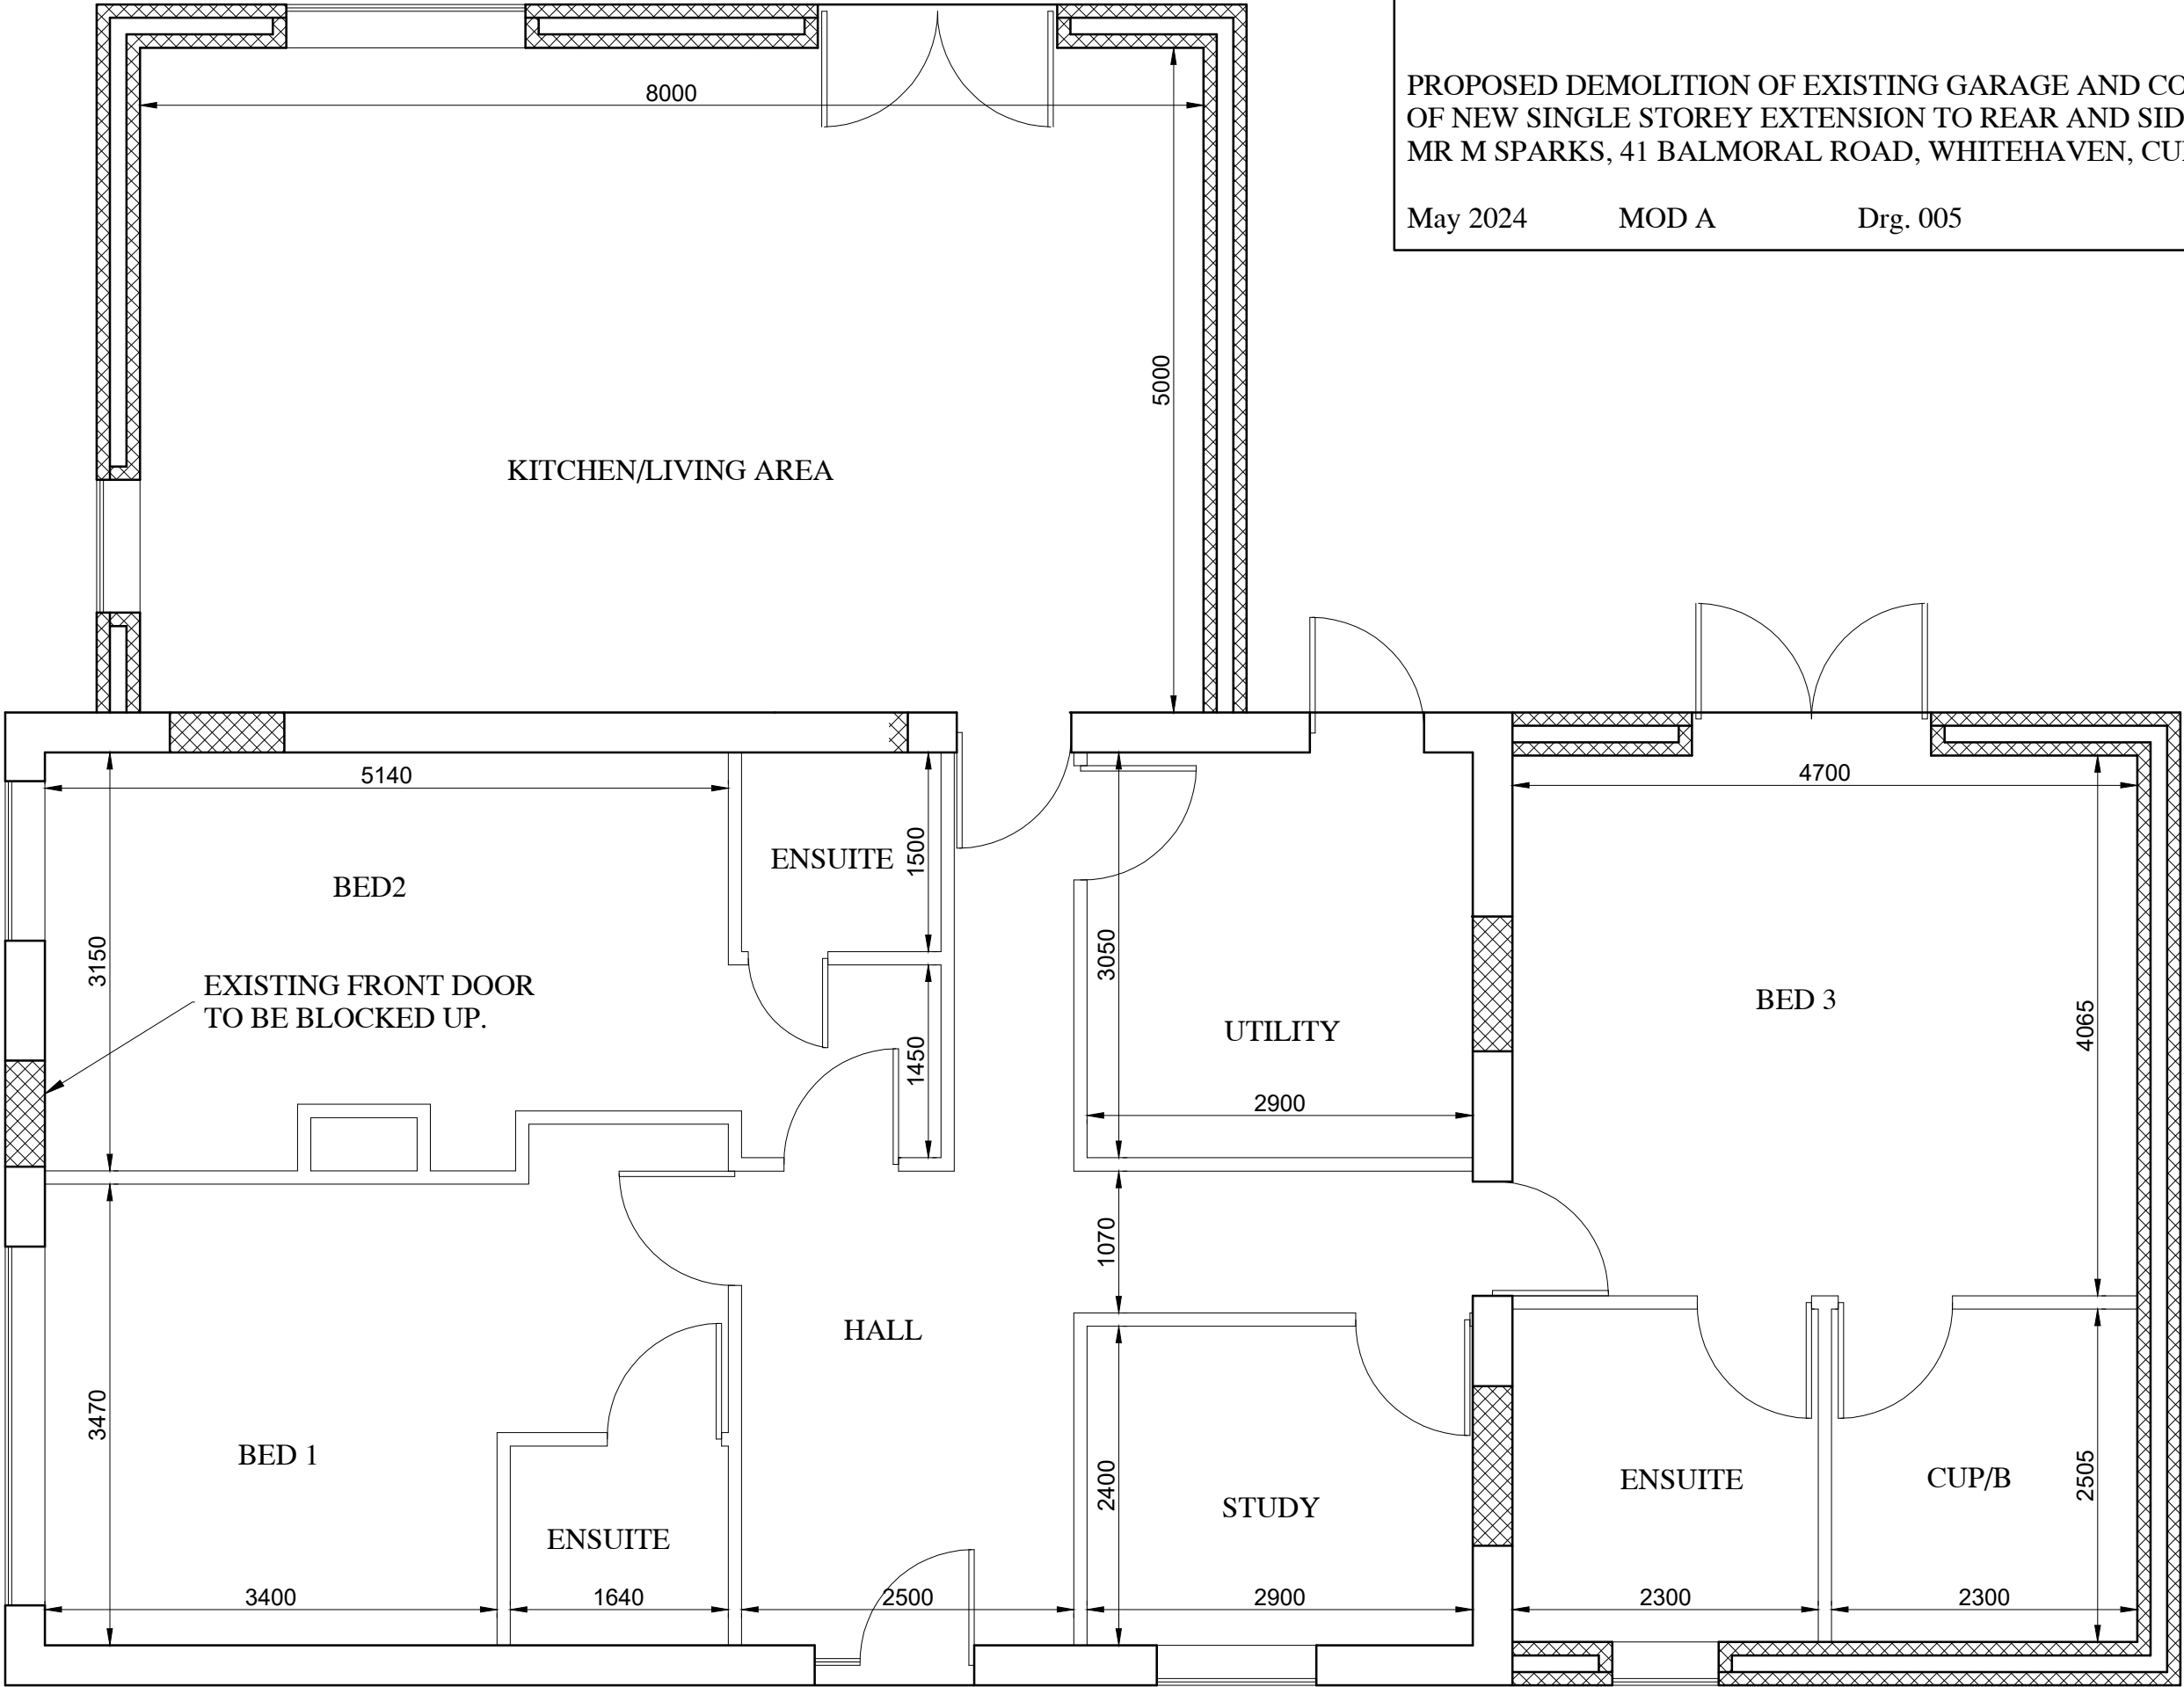 PROPOSED DEMOLITION OF EXISTING GARAGE AND
OF NEW SINGLE STOREY EXTENSION TO REAR AND
MR M SPARKS, 41 BALMORAL ROAD, WHITEHAVEN,
May 2024 MOD A Drg. 005
8000
5000
KITCHEN/LIVING AREA
5140
4700
ENSUITE
1500
BED2
3150
3050
EXISTING FRONT DOOR
TO BE BLOCKED UP.
BED 3
4065
UTILITY
1450
2900
1070
HALL
3470
BED 1
2400
STUDY
ENSUITE
CUP/B
2505
ENSUITE
3400
1640
2500
2900
2300
2300